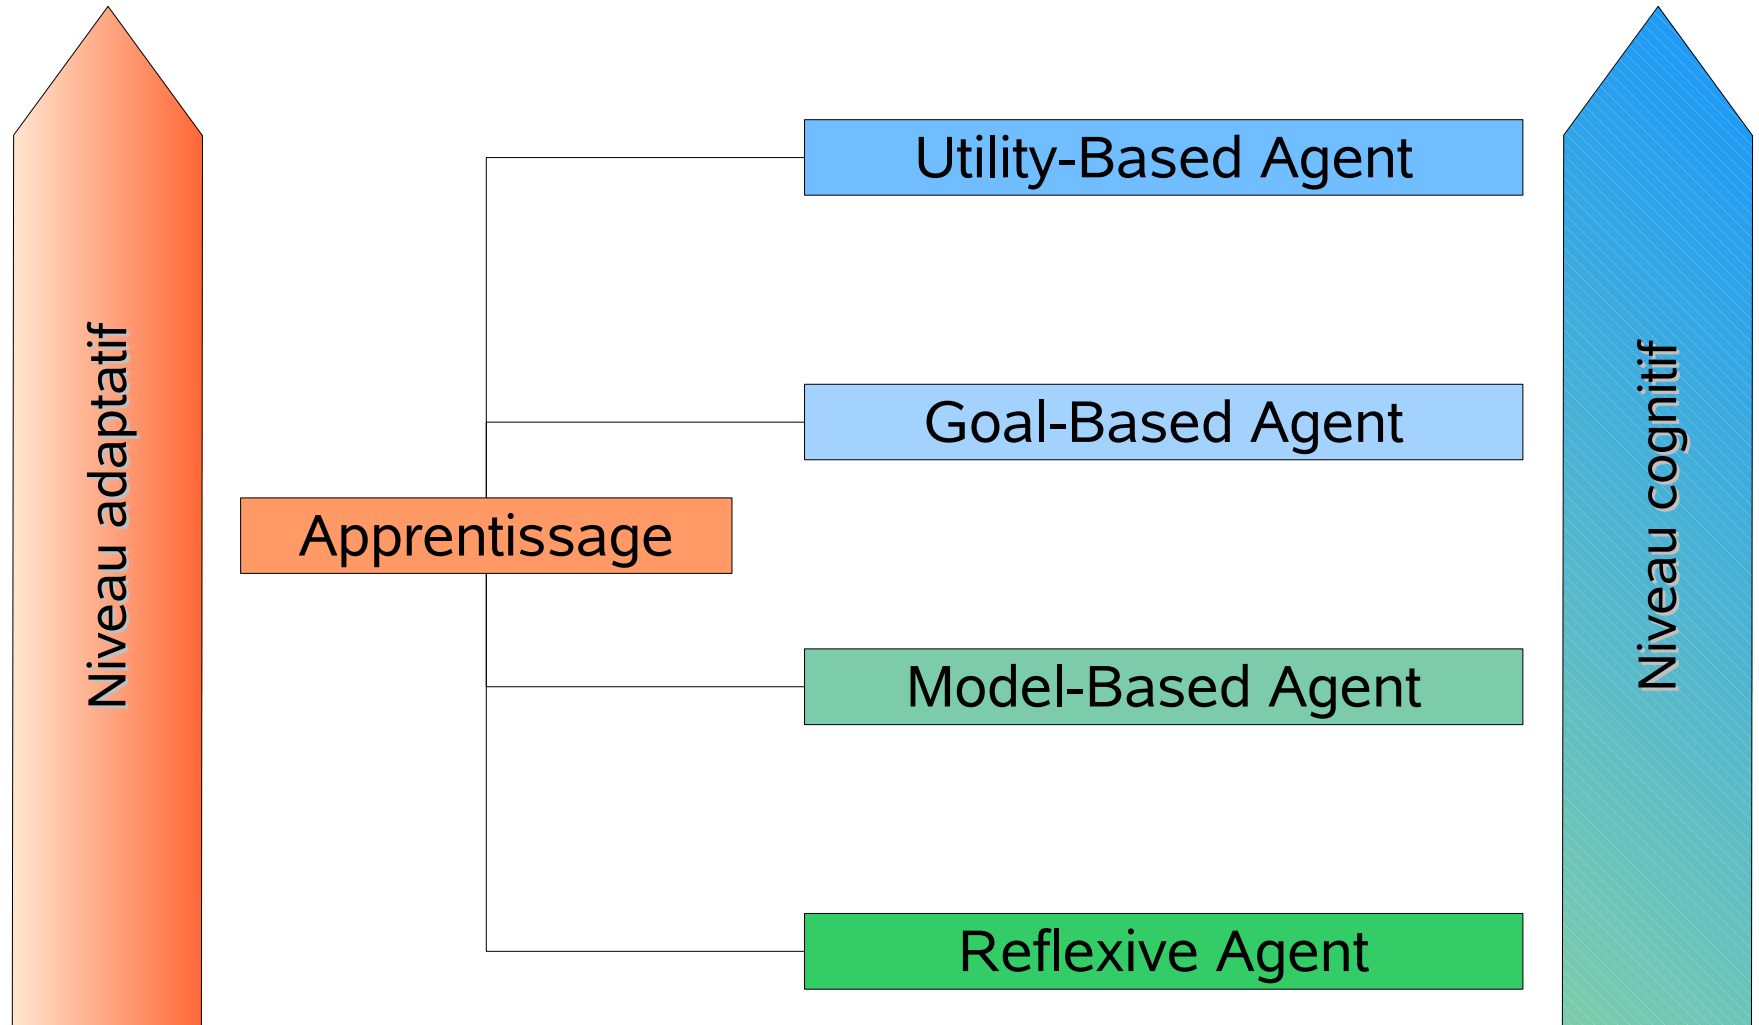 Niveau adaptatif
Utility-Based Agent
Goal-Based Agent
Apprentissage
Model-Based Agent
Reflexive Agent
Niveau cognitif